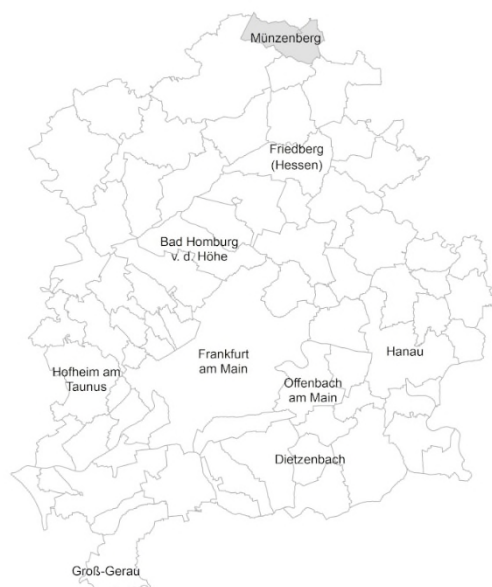 Münzenberg
Friedberg
(Hessen)
Bad Homburg
v. d. Höhe
Frankfurt
am Main
Hanau
Hofheim am
Taunus
Offenbach
am Main
Dietzenbach
Groß-Gerau